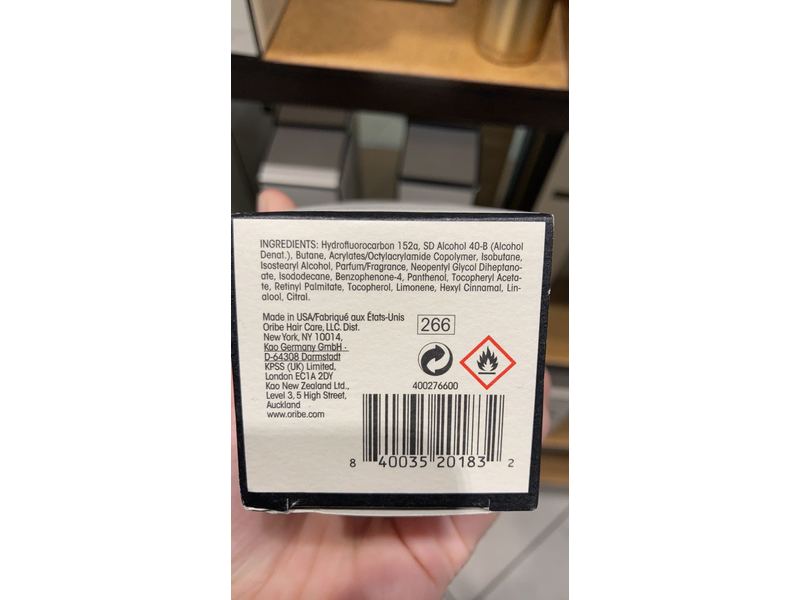 INGREDIENTS: Hydrofluorocarbon 152a, SD Alcohol 40-B (Alcohol
Denat.), Butane, Acrylates/Octylacrylamide Copolymer, Isobutane,
Isostearyl Alcohol, Parfum/Fragrance, Neopentyl Glycol Diheptano-
ate, Isododecane, Benzophenone-4, Panthenol, Tocopheryl Aceta-
te, Retinyl Palmitate, Tocopherol, Limonene, Hexyl Cinnamal, Lin-
alool, Citral.
Made in USA/Fabriqué aux États-Unis
Oribe Hair Care, LLC. Dist.
New York, NY 10014,
Kao Germany GmbH -
D-64308 Darmstadt
KPSS (UK) Limited,
London EC1A 2DY
Kao New Zealand Ltd.,
Level 3, 5 High Street,
Auckland
www.oribe.com
266
400276600
8 40035 20183 2